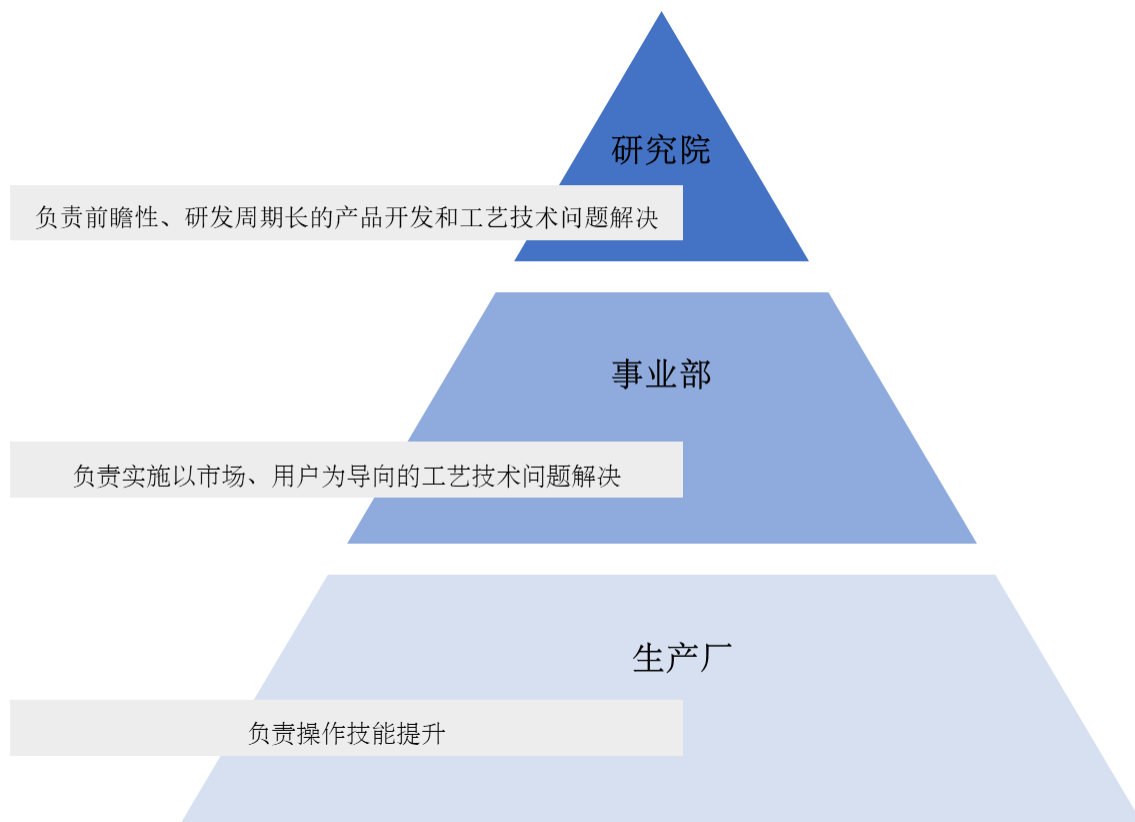 研究院
负责前瞻性、研发周期长的产品开发和工艺技术问题解决
事业部
负责实施以市场、用户为导向的工艺技术问题解决
生产厂
负责操作技能提升